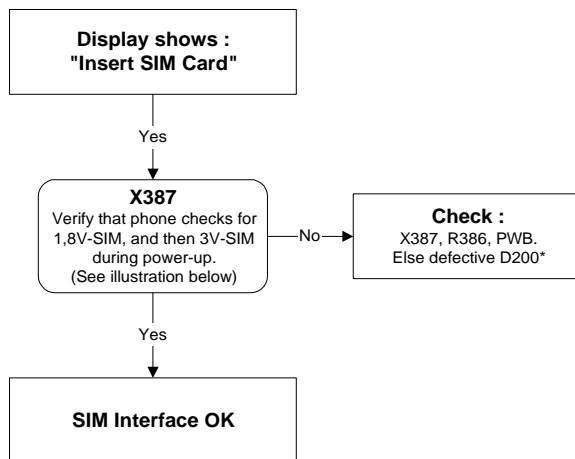 Display shows :
"Insert SIM Card"
Yes
X387
Verify that phone checks for
1,8V-SIM, and then 3V-SIM
during power-up.
(See illustration below)
No
Check :
X387, R386, PWB.
Else defective D200*
Yes
SIM Interface OK